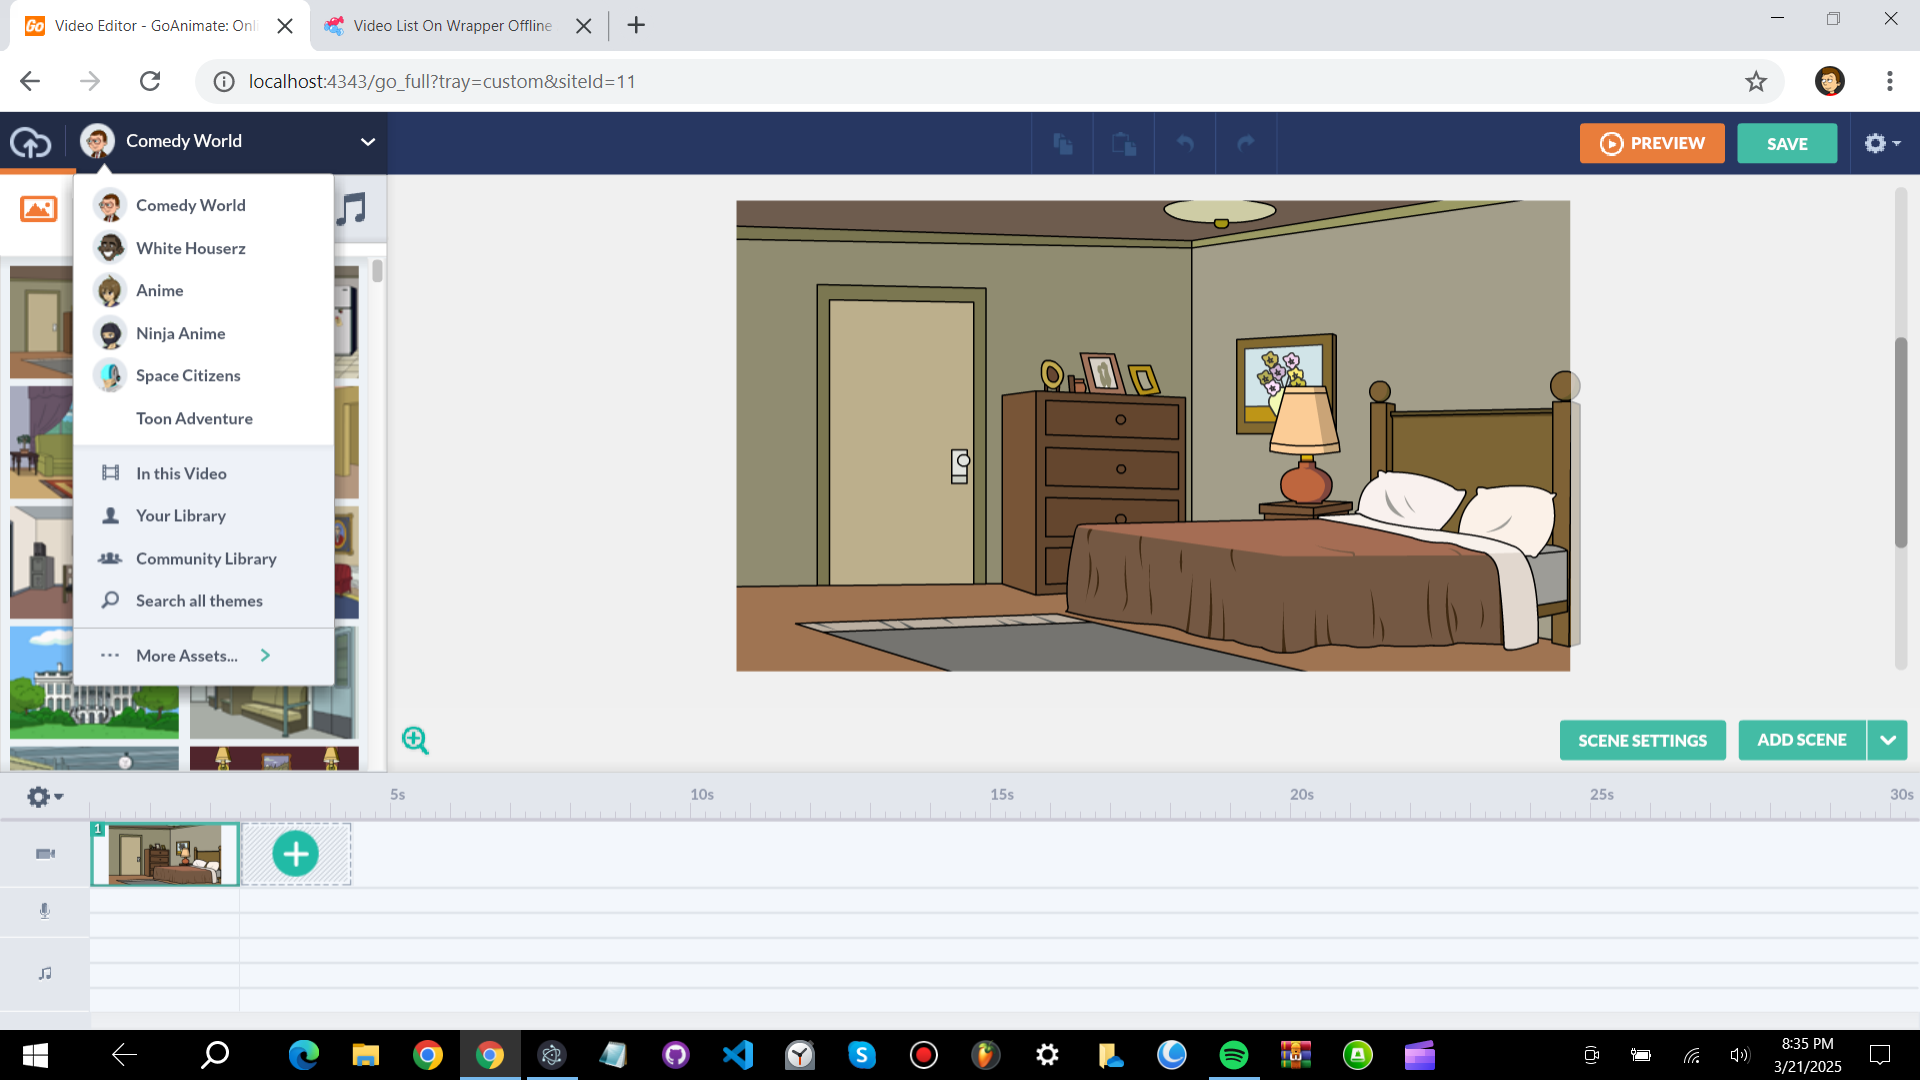 Go Video Editor - GoAnimate: Onl
Video List On Wrapper Offline
localhost:4343/go_full?tray=custom&siteId=11
Comedy World
PREVIEW
SAVE
Comedy World
White Houserz
Anime
Ninja Anime
Space Citizens
Toon Adventure
In this Video
Your Library
Community Library
Search all themes
More Assets...
SCENE SETTINGS
ADD SCENE
5s
10s
15s
20s
25s
30s
1
8:35 PM
3/21/2025